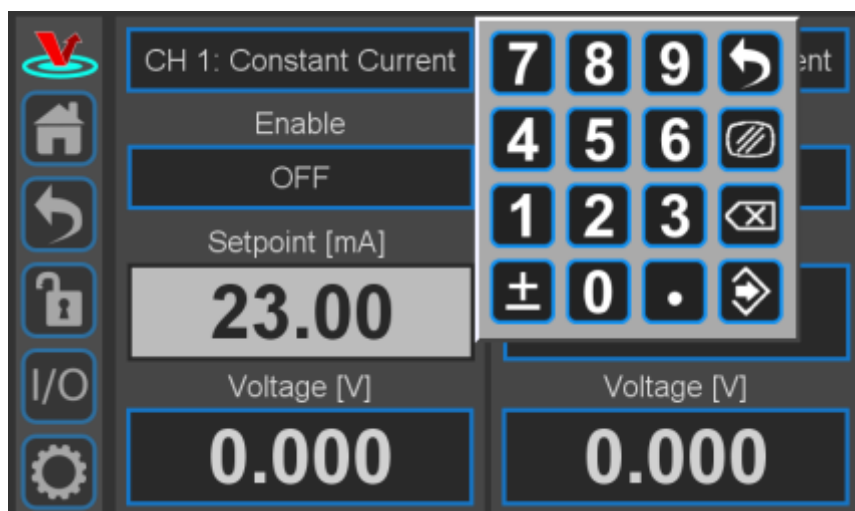 CH 1: Constant Current
Enable
OFF
Setpoint [mA]
23.00
Voltage [V]
0.000
I/O
7 8 9
4 5 6
1 2 3
± 0 .
Voltage [V]
0.000